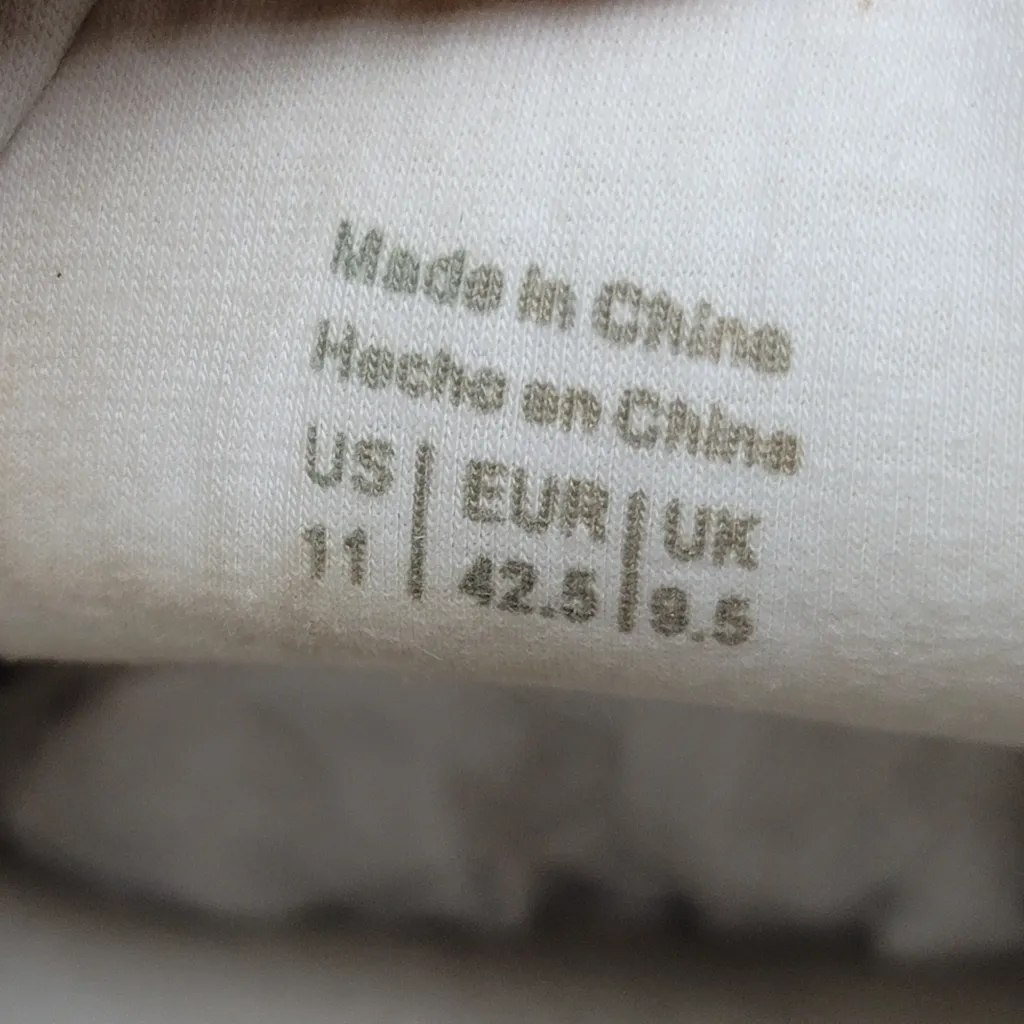 Made in China
Hecho en China
US | EUR | UK
11 | 42.5 | 9.5